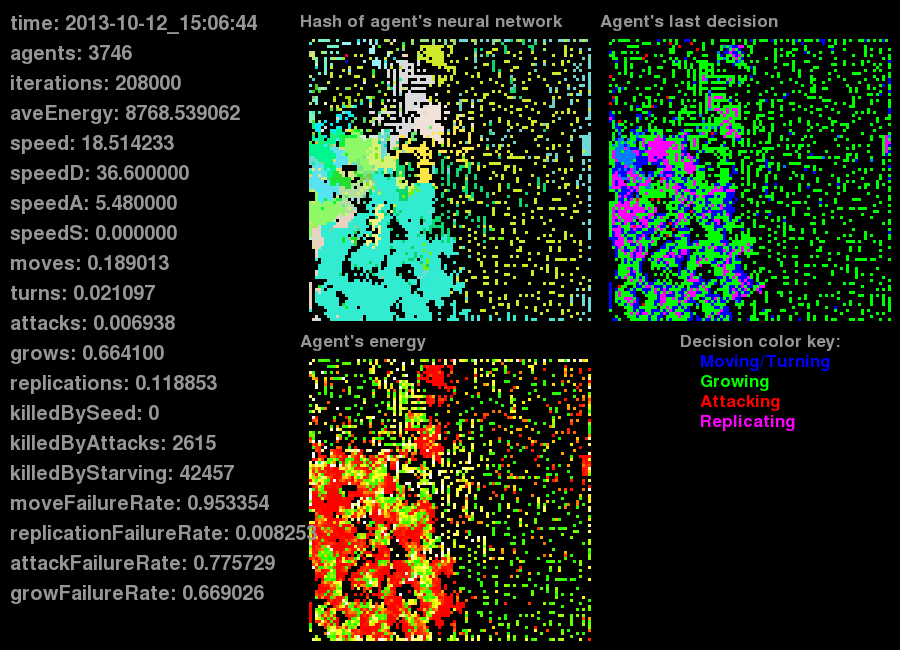 time: 2013-10-12_15:06:44
agents: 3746
iterations: 208000
aveEnergy: 8768.539062
speed: 18.514233
speedD: 36.600000
speedA: 5.480000
speedS: 0.000000
moves: 0.189013
turns: 0.021097
attacks: 0.006938
grows: 0.664100
replications: 0.118853
killedBySeed: 0
killedByAttacks: 2615
killedByStarving: 42457
moveFailureRate: 0.953354
replicationFailureRate: 0.008253
attackFailureRate: 0.775729
growFailureRate: 0.669026
Hash of agent's neural network
Agent's last decision
Agent's energy
Decision color key:
Moving/Turning
Growing
Attacking
Replicating